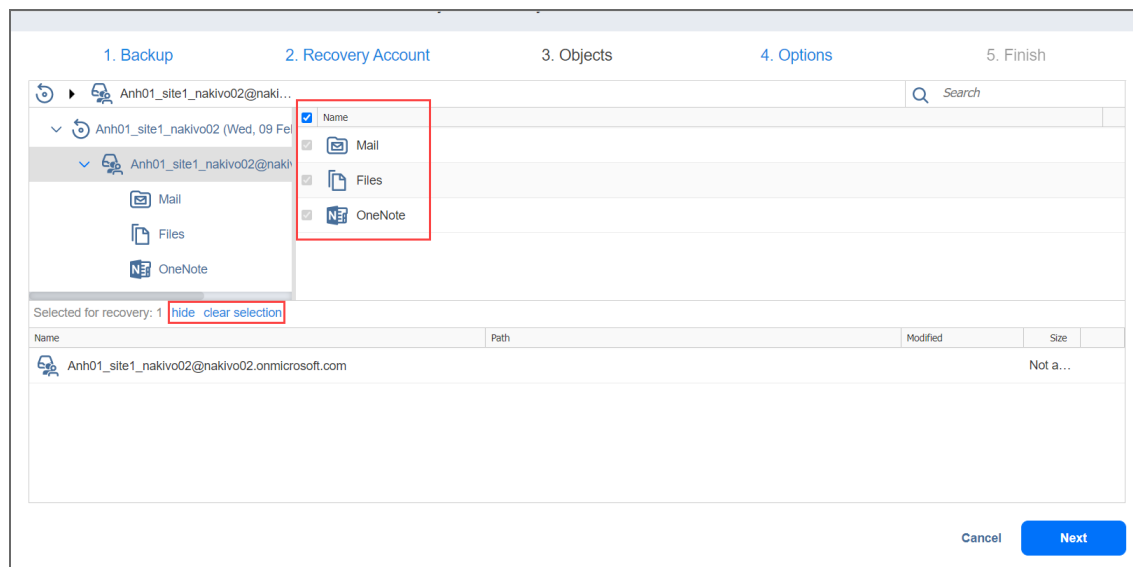 1. Backup 2. Recovery Account 3. Objects 4. Options 5. Finish
Anh01_site1_nakivo02@naki... Search
Anh01_site1_nakivo02 (Wed, 09 Fel
Name
Anh01_site1_nakivo02@naki
Mail
Files
OneNote
Mail
Files
OneNote
Selected for recovery: 1 hide clear selection
Name Path Modified Size
Anh01_site1_nakivo02@nakivo02.onmicrosoft.com Not a...
Cancel Next